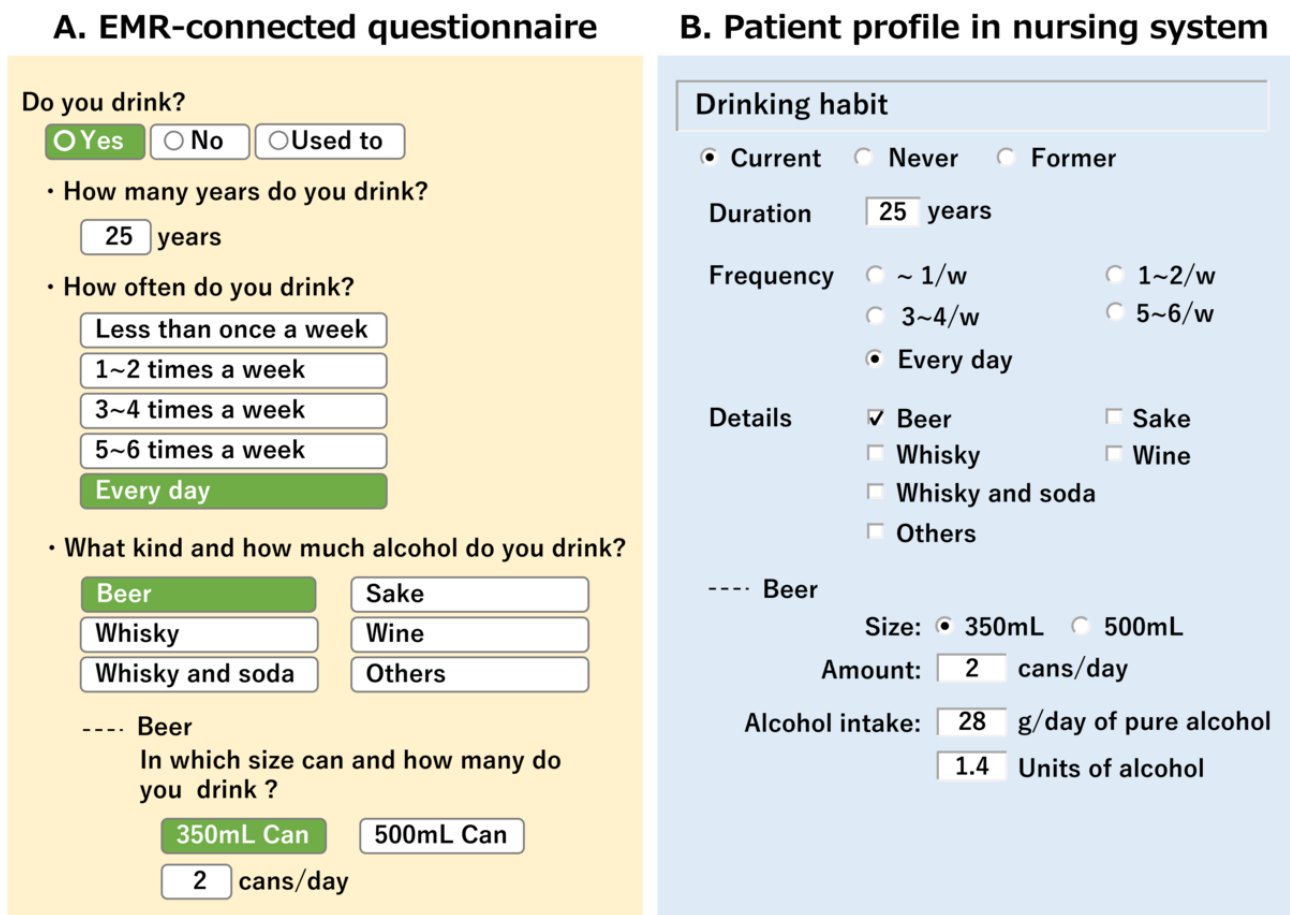 A. EMR-connected questionnaire
Do you drink?
Yes No Used to
・How many years do you drink?
25 years
・How often do you drink?
Less than once a week
1~2 times a week
3~4 times a week
5~6 times a week
Every day
・What kind and how much alcohol do you drink?
Beer Sake
Whisky Wine
Whisky and soda Others
---- Beer
In which size can and how many do
you drink ?
350mL Can 500mL Can
2 cans/day
B. Patient profile in nursing system
Drinking habit
Current Never Former
Duration 25 years
Frequency ~ 1/w 1~2/w
3~4/w 5~6/w
Every day
Details Beer Sake
Whisky Wine
Whisky and soda
Others
---- Beer
Size: 350mL 500mL
Amount: 2 cans/day
Alcohol intake: 28 g/day of pure alcohol
1.4 Units of alcohol